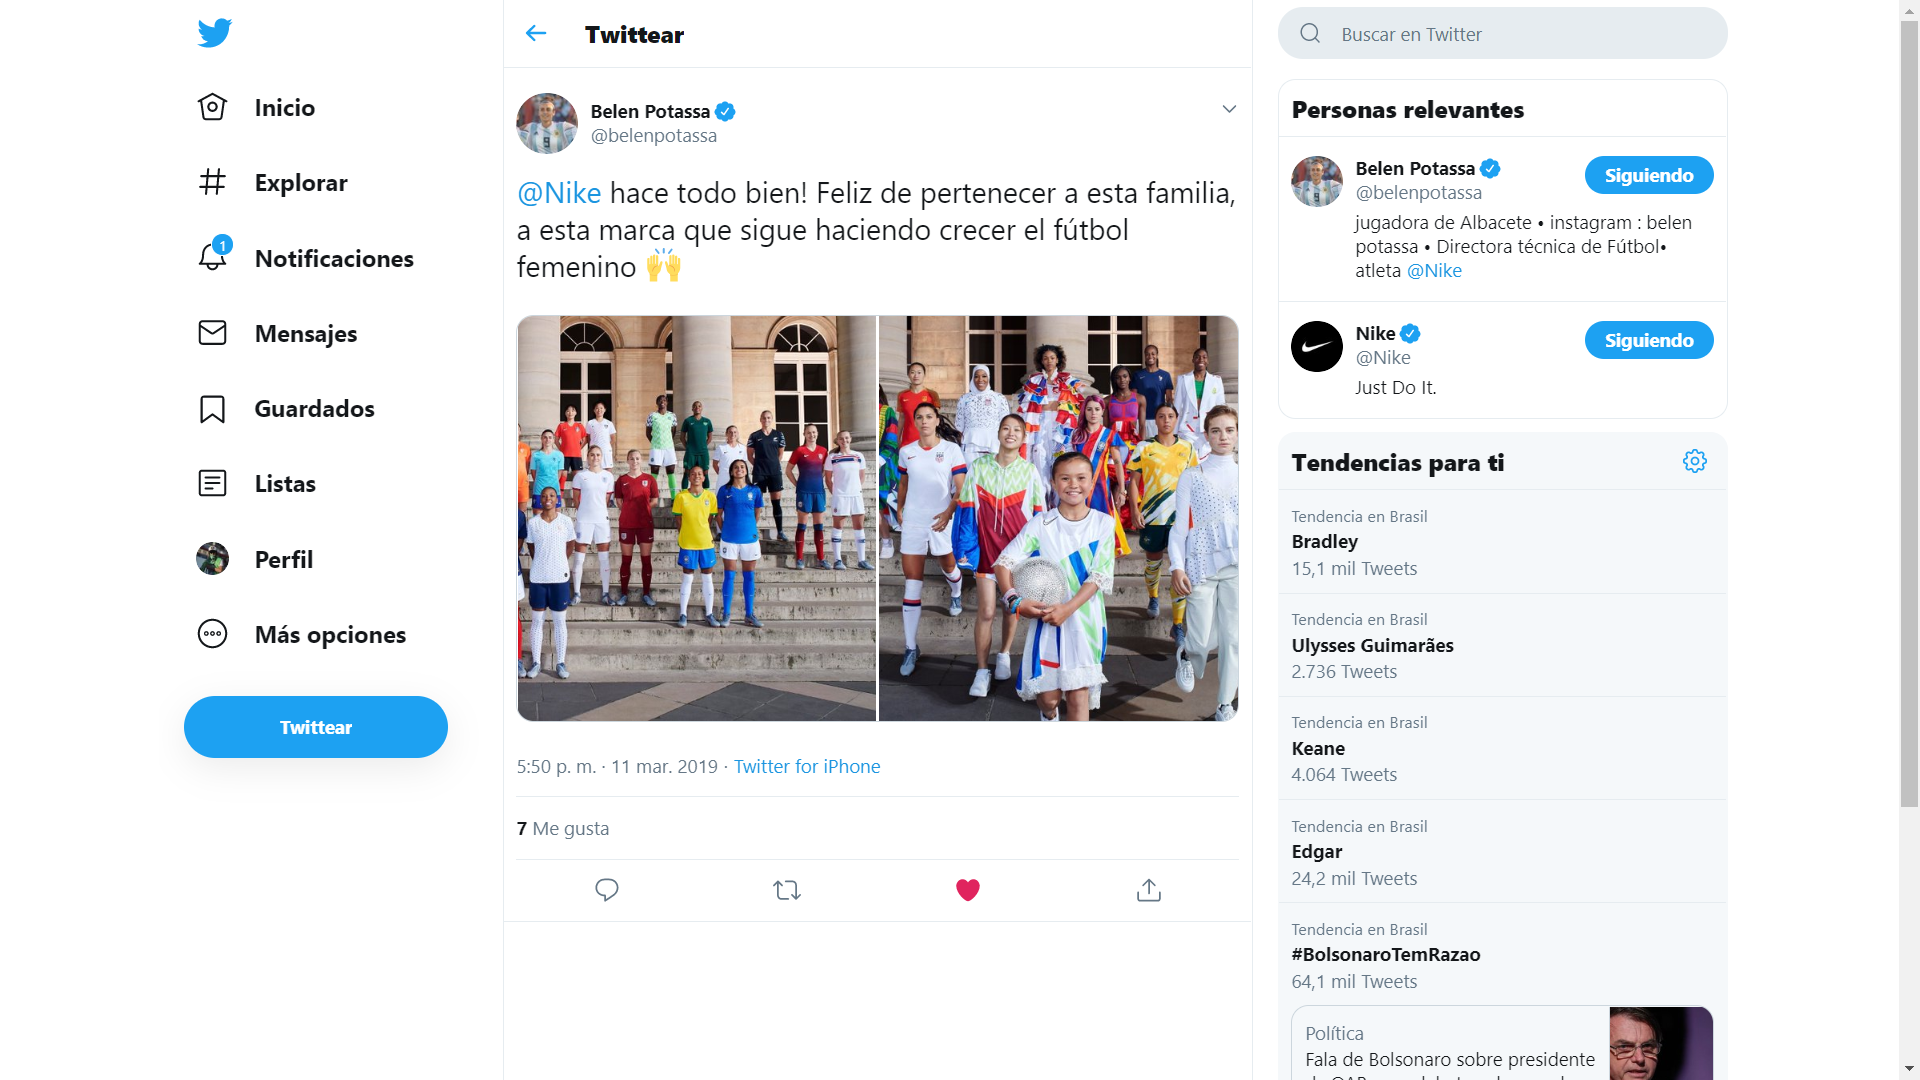 Inicio
Explorar
1
Notificaciones
Mensajes
Guardados
Listas
Perfil
Más opciones
Twittear
Twittear
Belen Potassa
@belenpotassa
@Nike hace todo bien! Feliz de pertenecer a esta familia,
a esta marca que sigue haciendo crecer el fútbol
femenino 🙌
5:50 p. m. · 11 mar. 2019 · Twitter for iPhone
7 Me gusta
Buscar en Twitter
Personas relevantes
Belen Potassa
@belenpotassa
Siguiendo
jugadora de Albacete • instagram : belen
potassa • Directora técnica de Fútbol•
atleta @Nike
Nike
@Nike
Siguiendo
Just Do It.
Tendencias para ti
Tendencia en Brasil
Bradley
15,1 mil Tweets
Tendencia en Brasil
Ulysses Guimarães
2.736 Tweets
Tendencia en Brasil
Keane
4.064 Tweets
Tendencia en Brasil
Edgar
24,2 mil Tweets
Tendencia en Brasil
#BolsonaroTemRazao
64,1 mil Tweets
Política
Fala de Bolsonaro sobre presidente